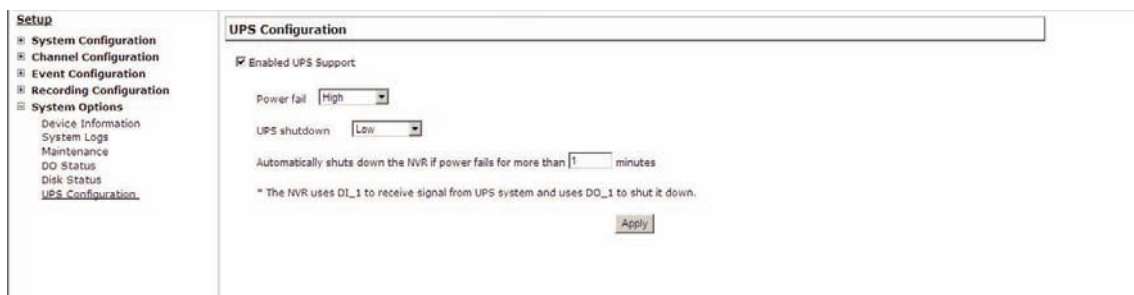 Setup
System Configuration
Channel Configuration
Event Configuration
Recording Configuration
System Options
Device Information
System Logs
Maintenance
DO Status
Disk Status
UPS Configuration
UPS Configuration
Enabled UPS Support
Power fail High
UPS shutdown Low
Automatically shuts down the NVR if power fails for more than 1 minutes
* The NVR uses DI_1 to receive signal from UPS system and uses DO_1 to shut it down.
Apply